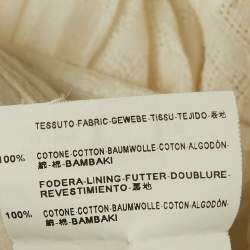 TESSUTO-FABRIC-GEWEBE-TISSU-TEJIDO-表地
100% COTONE-COTTON-BAUMWOLLE-COTON-ALGODÓN-
綿-棉-BAMBAKI
FODERA-LINING-FUTTER-DOUBLURE-
REVESTIMIENTO-裏地
100% COTONE-COTTON-BAUMWOLLE-COTON-ALGODÓN-
綿-棉-BAMBAKI